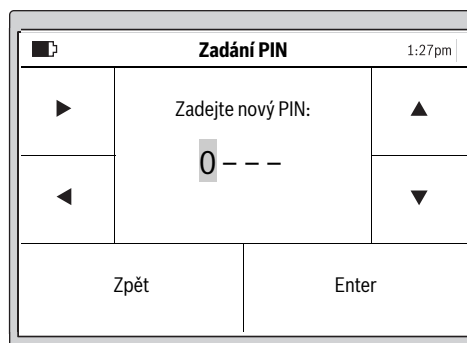 Zadání PIN 1:27pm
Zadejte nový PIN:
0– – –
Zpět Enter